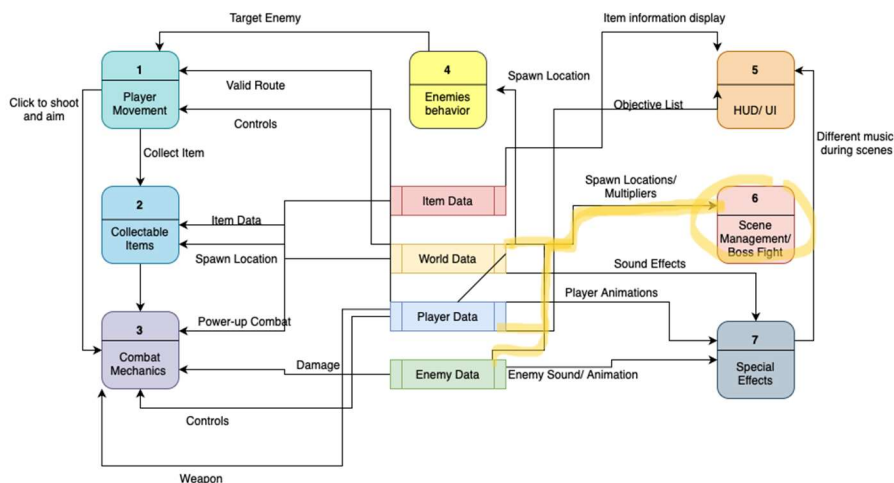 Target Enemy
Item information display
1
Player
Movement
4
Enemies
behavior
5
HUD/ UI
Valid Route
Spawn Location
Click to shoot
and aim
Controls
Objective List
Different music
during scenes
Collect Item
2
Collectable
Items
Item Data
Item Data
Spawn Locations/
Multipliers
6
Scene
Management/
Boss Fight
Spawn Location
World Data
Sound Effects
Player Animations
3
Combat
Mechanics
Power-up Combat
Player Data
7
Special
Effects
Damage
Enemy Data
Enemy Sound/ Animation
Controls
Weapon